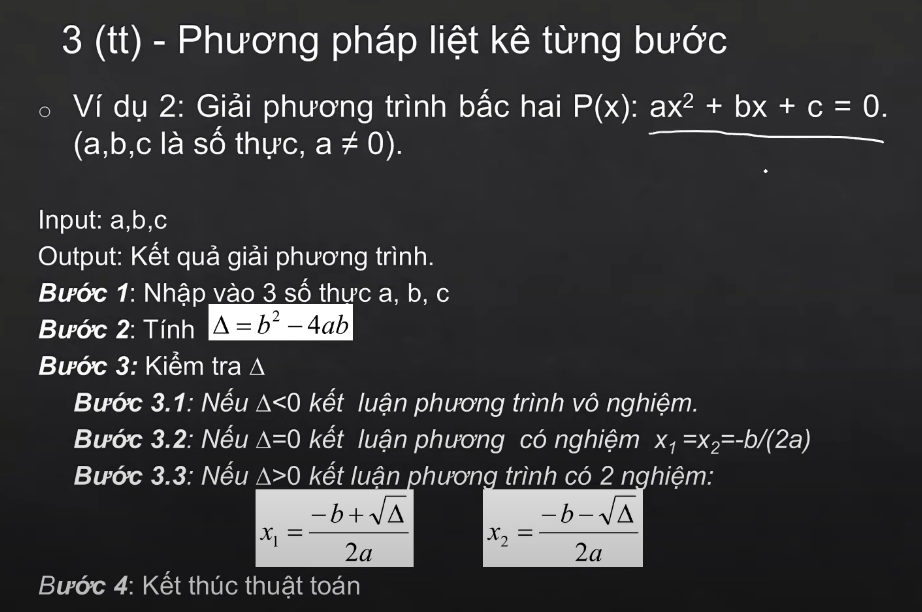 3 (tt) - Phương pháp liệt kê từng bước
○ Ví dụ 2: Giải phương trình bấc hai P(x): ax² + bx + c = 0.
(a,b,c là số thực, a ≠ 0).
Input: a,b,c
Output: Kết quả giải phương trình.
Bước 1: Nhập vào 3 số thực a, b, c
Bước 2: Tính Δ = b² − 4ab
Bước 3: Kiểm tra Δ
Bước 3.1: Nếu Δ<0 kết luận phương trình vô nghiệm.
Bước 3.2: Nếu Δ=0 kết luận phương có nghiệm x₁ =x₂=-b/(2a)
Bước 3.3: Nếu Δ>0 kết luận phương trình có 2 nghiệm:
x₁ = (−b + √Δ)/2a x₂ = (−b − √Δ)/2a
Bước 4: Kết thúc thuật toán